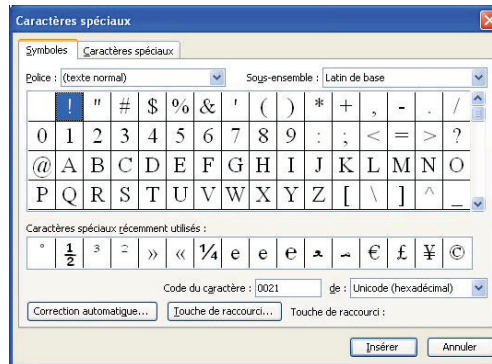 Caractères spéciaux
Symboles Caractères spéciaux
Police : (texte normal) Sous-ensemble : Latin de base
! " # $ % & ' ( ) * + , - . /
0 1 2 3 4 5 6 7 8 9 : ; < = > ?
@ A B C D E F G H I J K L M N O
P Q R S T U V W X Y Z [ \ ] ^ _
Caractères spéciaux récemment utilisés :
° ½ ³ » « ¼ e e e € £ ¥ ©
Code du caractère : 0021 de : Unicode (hexadécimal)
Correction automatique... Touche de raccourci... Touche de raccourci :
Insérer Annuler